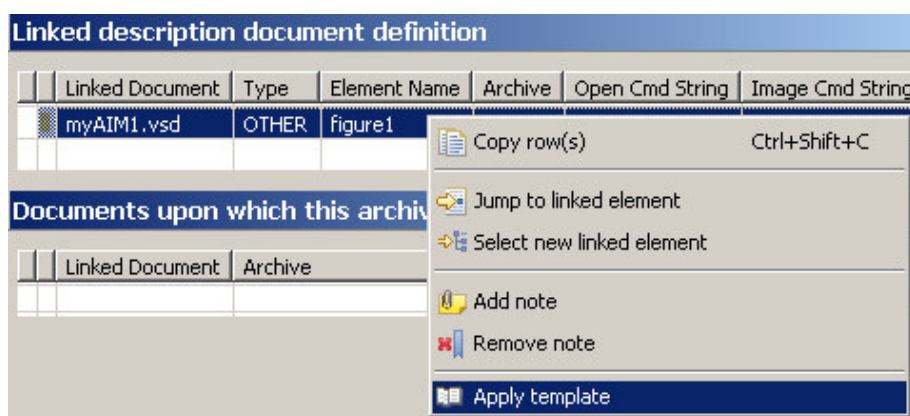 Linked description document definition
Linked Document Type Element Name Archive Open Cmd String Image Cmd String
myAIM1.vsd OTHER figure1
Copy row(s) Ctrl+Shift+C
Jump to linked element
Documents upon which this archiv
Select new linked element
Linked Document Archive
Add note
Remove note
Apply template